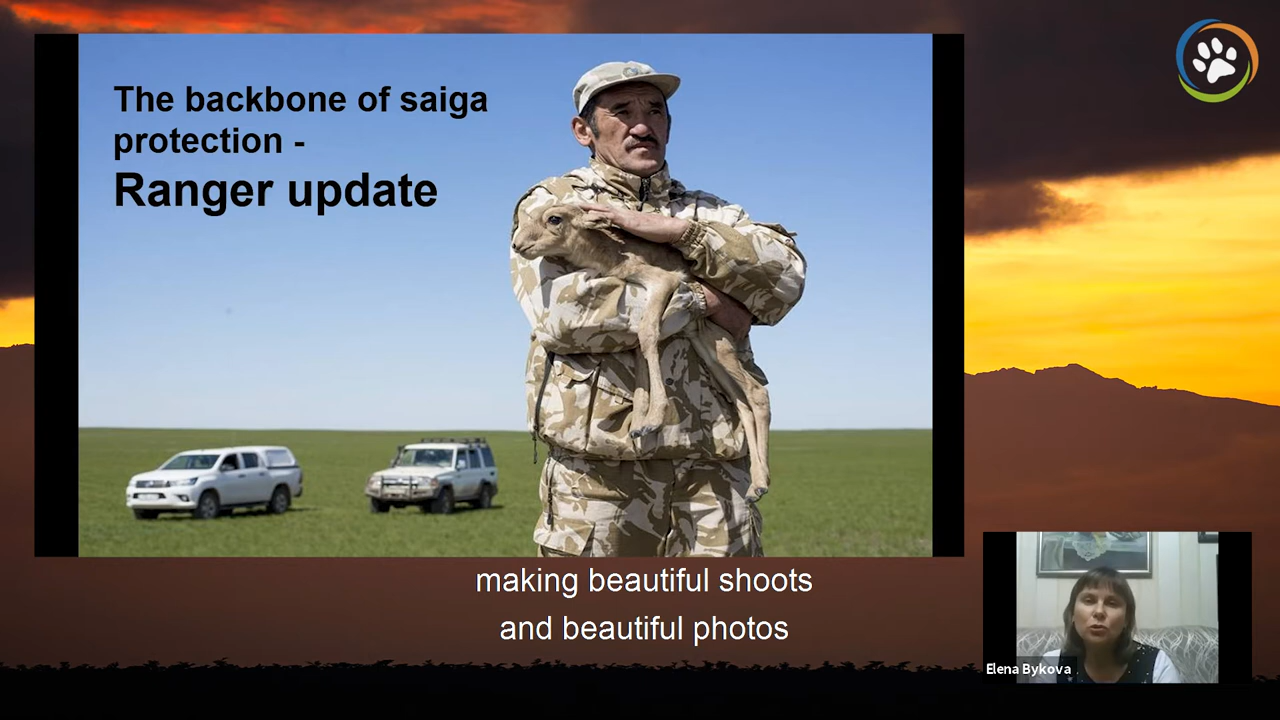 The backbone of saiga
protection -
Ranger update
making beautiful shoots
and beautiful photos
Elena Bykova